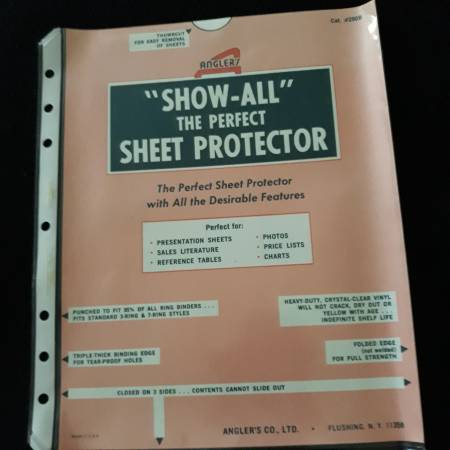 THUMBCUT
FOR EASY REMOVAL
OF SHEETS
Cat.
ANGLER'S
"SHOW-ALL"
THE PERFECT
SHEET PROTECTOR
The Perfect Sheet Protector
with All the Desirable Features
Perfect for:
• PRESENTATION SHEETS
• SALES LITERATURE
• REFERENCE TABLES
• PHOTOS
• PRICE LISTS
• CHARTS
PUNCHED TO FIT 95% OF ALL RING BINDERS . . .
FITS STANDARD 3-RING & 7-RING STYLES
HEAVY-DUTY, CRYSTAL-CLEAR VINYL
WILL NOT CRACK, DRY OUT OR
YELLOW WITH AGE . . .
INDEFINITE SHELF LIFE
TRIPLE-THICK BINDING EDGE
FOR TEAR-PROOF HOLES
FOLDED EDGE
(not welded)
FOR FULL STRENGTH
CLOSED ON 3 SIDES . . . CONTENTS CANNOT SLIDE OUT
ANGLER'S CO., LTD. • FLUSHING, N. Y. 11358